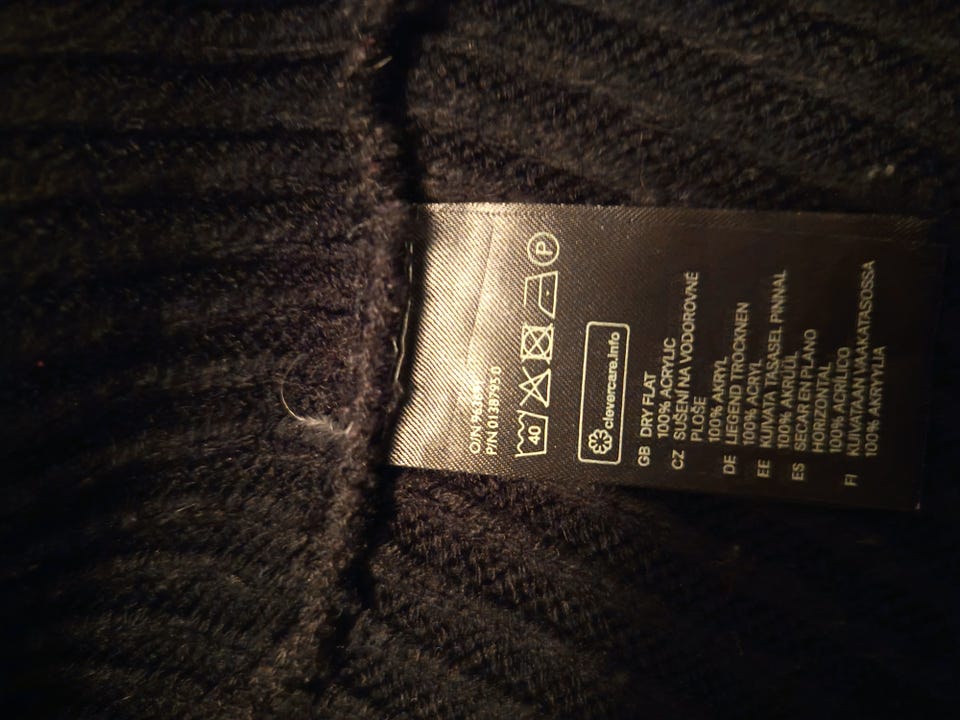 O/N
P/N 0138795 0
40 P
clevercare.info
GB DRY FLAT
100% ACRYLIC
CZ SUŠENÍ NA VODOROVNÉ
PLOŠE
100% AKRYL
DE LIEGEND TROCKNEN
100% ACRYL
EE KUIVATA TASASEL PINNAL
100% AKRÜÜL
ES SECAR EN PLANO
HORIZONTAL
100% ACRÍLICO
FI KUIVATAAN VAAKATASOSSA
100% AKRYYLIA